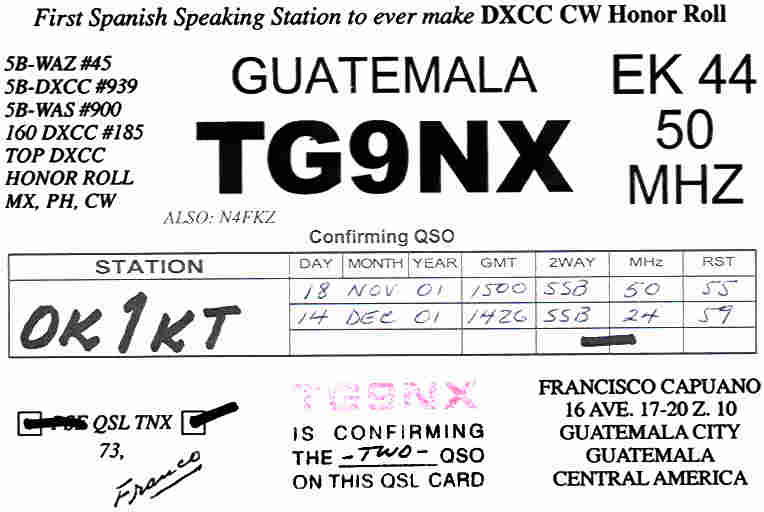 First Spanish Speaking Station to ever make DXCC CW Honor Roll
5B-WAZ #45
5B-DXCC #939
5B-WAS #900
160 DXCC #185
TOP DXCC
HONOR ROLL
MX, PH, CW
GUATEMALA
TG9NX
ALSO: N4FKZ
EK 44
50
MHZ
Confirming QSO
STATION DAY MONTH YEAR GMT 2WAY MHz RST
OK1KT
18 NOV 01 1500 SSB 50 55
14 DEC 01 1426 SSB 24 59
PSE QSL TNX
73,
Franco
TG9NX
IS CONFIRMING
THE -TWO- QSO
ON THIS QSL CARD
FRANCISCO CAPUANO
16 AVE. 17-20 Z. 10
GUATEMALA CITY
GUATEMALA
CENTRAL AMERICA